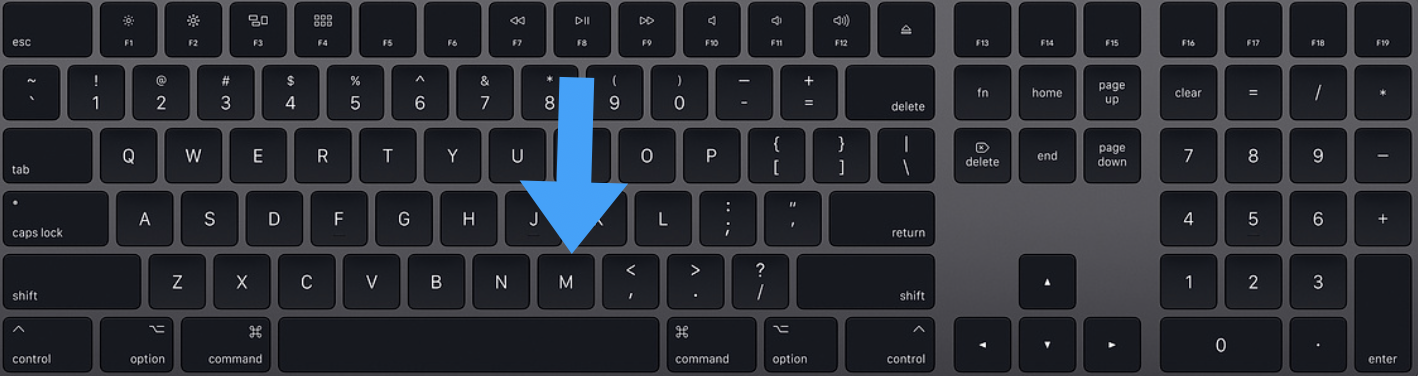 esc F1 F2 F3 F4 F5 F6 F7 F8 F9 F10 F11 F12 F13 F14 F15 F16 F17 F18 F19
~ ! @ # $ % ^ & * ( ) — +
` 1 2 3 4 5 6 7 8 9 0 - = delete fn home page up clear = / *
tab Q W E R T Y U O P { [ } ] | \ delete end page down 7 8 9 –
caps lock A S D F G H J L : ; " ' return 4 5 6 +
shift Z X C V B N M < , > . ? / shift 1 2 3
control option command command option control 0 . enter